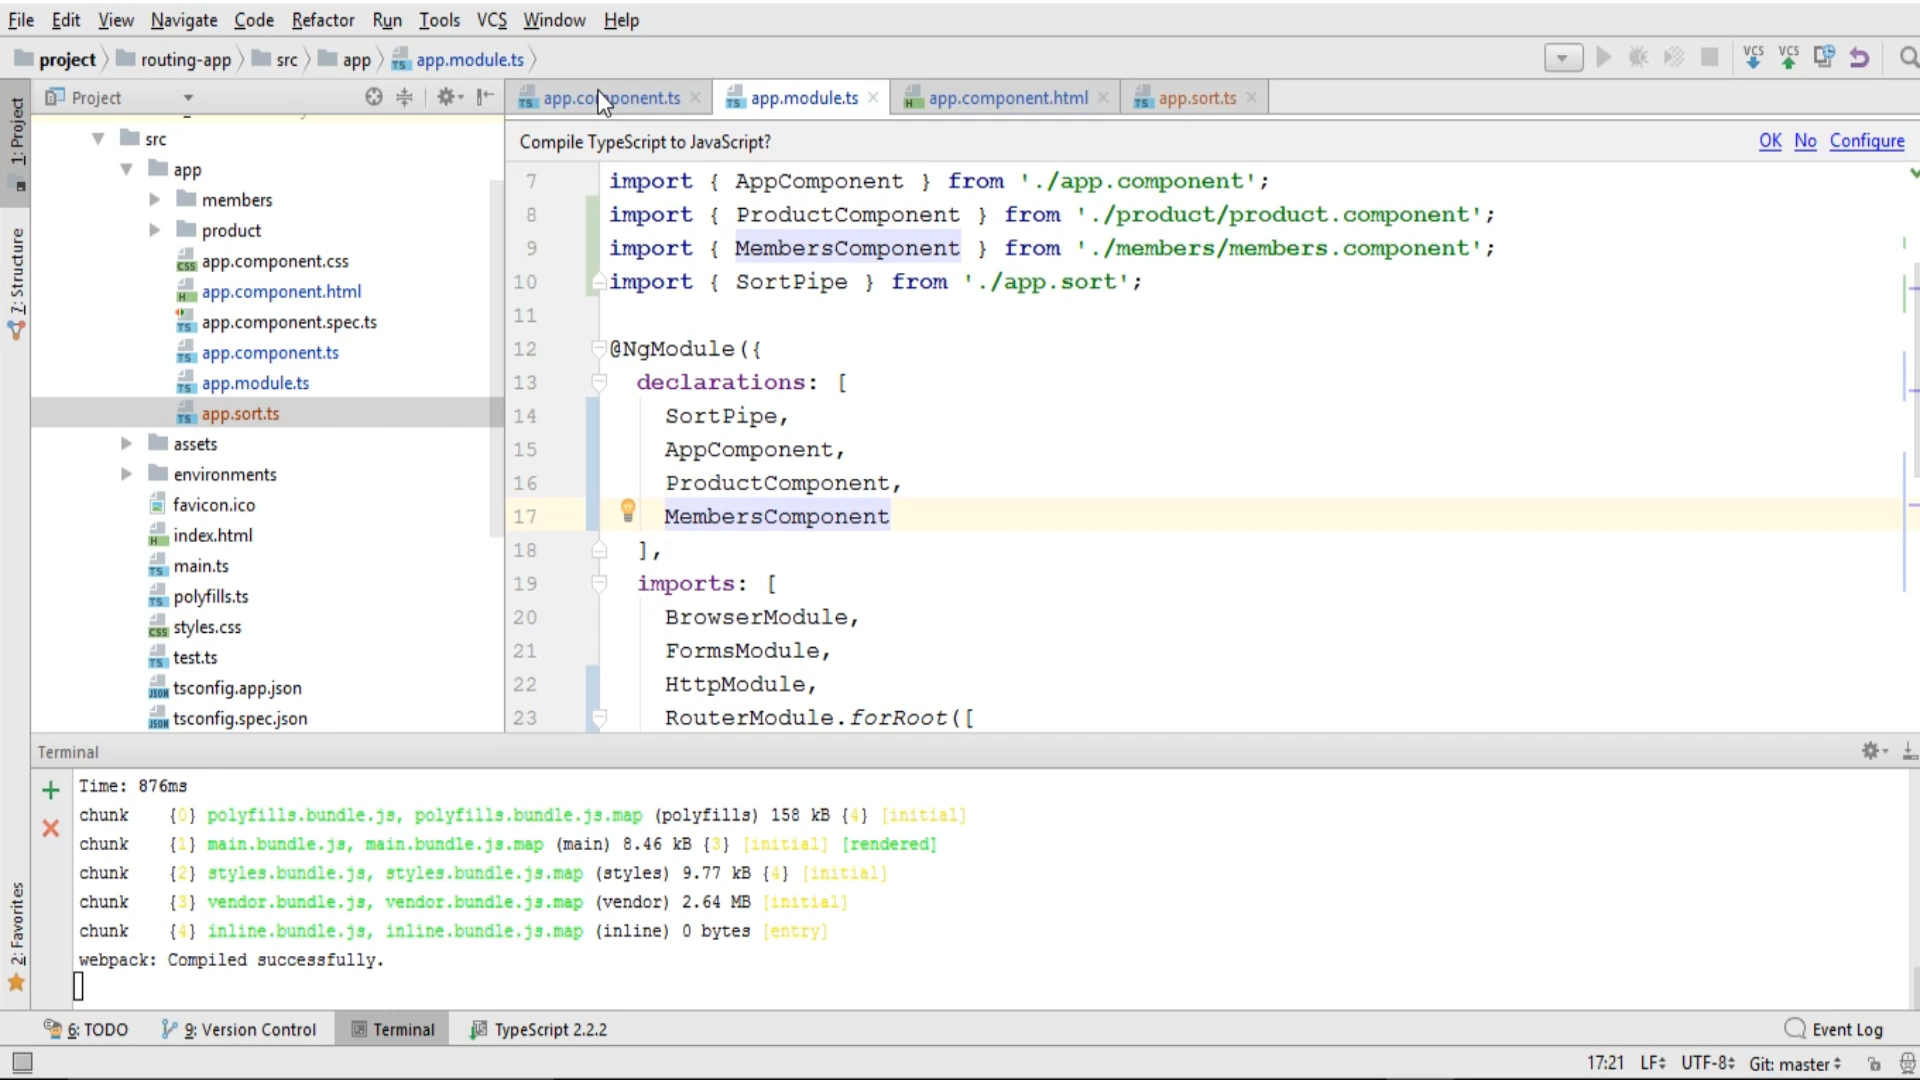 File Edit View Navigate Code Refactor Run Tools VCS Window Help
project routing-app src app app.module.ts
VCS VCS
Project
app.component.ts app.module.ts app.component.html app.sort.ts
1: Project
7: Structure
2: Favorites
src
app
members
product
app.component.css
app.component.html
app.component.spec.ts
app.component.ts
app.module.ts
app.sort.ts
assets
environments
favicon.ico
index.html
main.ts
polyfills.ts
styles.css
test.ts
tsconfig.app.json
tsconfig.spec.json
Compile TypeScript to JavaScript? OK No Configure
7 import { AppComponent } from './app.component';
8 import { ProductComponent } from './product/product.component';
9 import { MembersComponent } from './members/members.component';
10 import { SortPipe } from './app.sort';
11
12 @NgModule({
13 declarations: [
14 SortPipe,
15 AppComponent,
16 ProductComponent,
17 MembersComponent
18 ],
19 imports: [
20 BrowserModule,
21 FormsModule,
22 HttpModule,
23 RouterModule.forRoot([
Terminal
Time: 876ms
chunk {0} polyfills.bundle.js, polyfills.bundle.js.map (polyfills) 158 kB {4} [initial]
chunk {1} main.bundle.js, main.bundle.js.map (main) 8.46 kB {3} [initial] [rendered]
chunk {2} styles.bundle.js, styles.bundle.js.map (styles) 9.77 kB {4} [initial]
chunk {3} vendor.bundle.js, vendor.bundle.js.map (vendor) 2.64 MB [initial]
chunk {4} inline.bundle.js, inline.bundle.js.map (inline) 0 bytes [entry]
webpack: Compiled successfully.
6: TODO 9: Version Control Terminal TypeScript 2.2.2 Event Log
17:21 LF UTF-8 Git: master